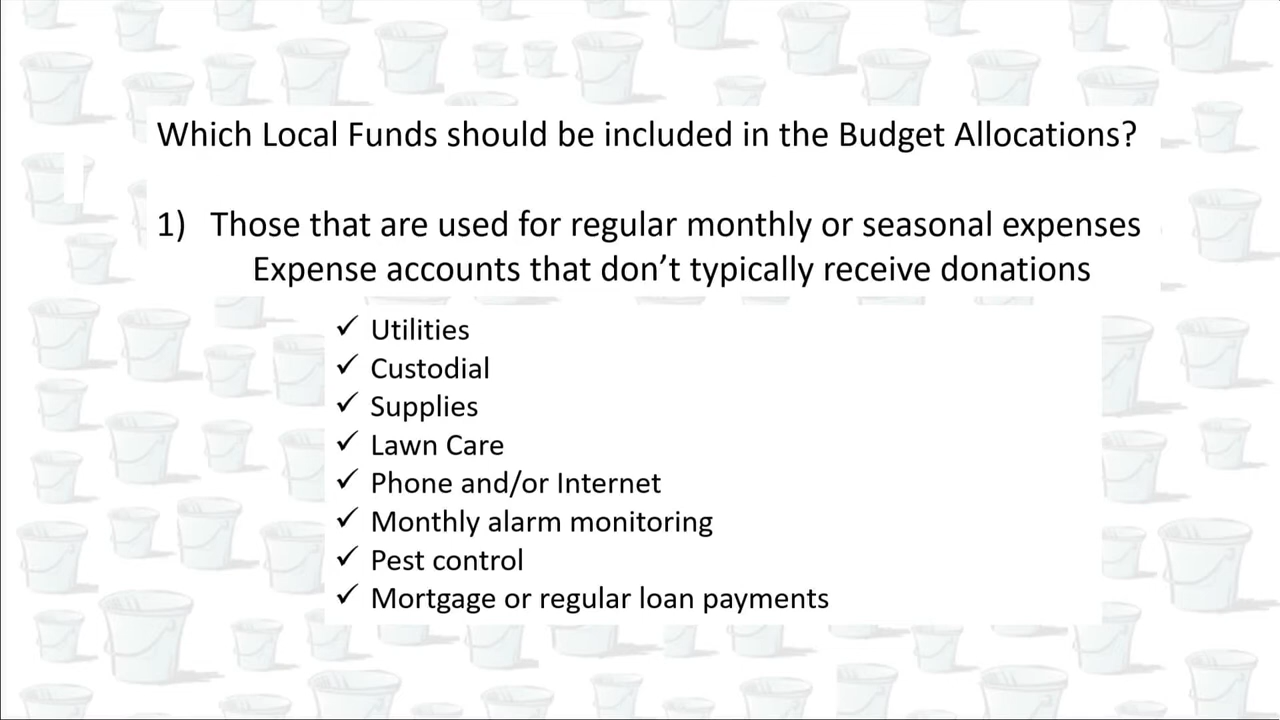 Which Local Funds should be included in the Budget Allocations?
1) Those that are used for regular monthly or seasonal expenses
Expense accounts that don’t typically receive donations
✓ Utilities
✓ Custodial
✓ Supplies
✓ Lawn Care
✓ Phone and/or Internet
✓ Monthly alarm monitoring
✓ Pest control
✓ Mortgage or regular loan payments